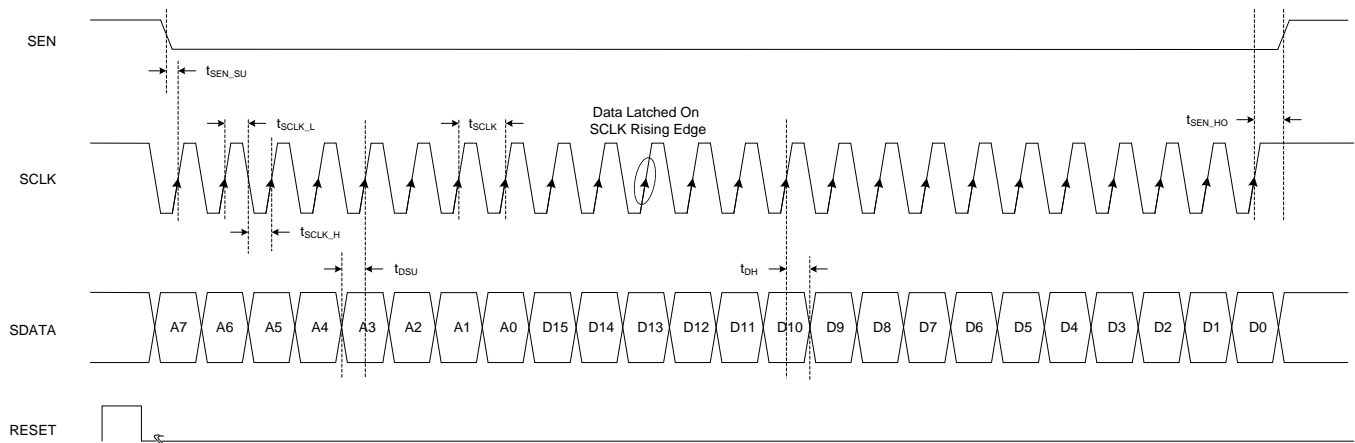 SEN
tSEN_SU
Data Latched On
SCLK Rising Edge
tSCLK_L
tSCLK
tSEN_HO
SCLK
tSCLK_H
tDSU
tDH
SDATA
A7 A6 A5 A4 A3 A2 A1 A0 D15 D14 D13 D12 D11 D10 D9 D8 D7 D6 D5 D4 D3 D2 D1 D0
RESET